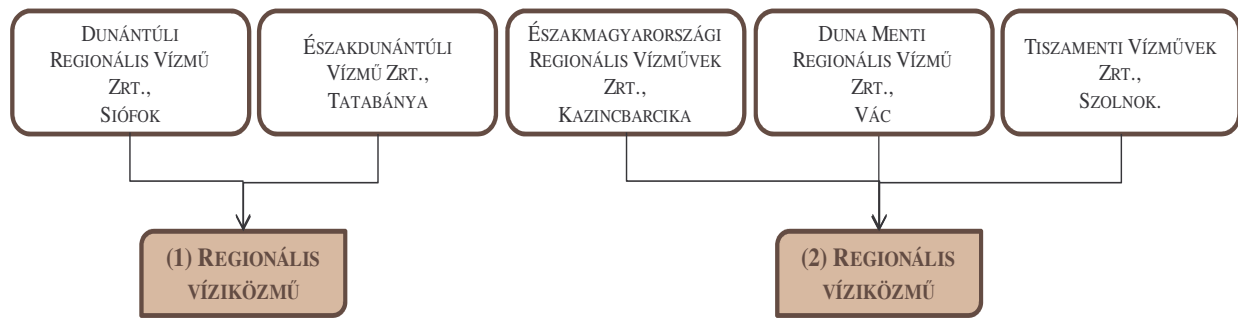 DUNÁNTÚLI
REGIONÁLIS VÍZMŰ
ZRT.,
SIÓFOK
ÉSZAKDUNÁNTÚLI
VÍZMŰ ZRT.,
TATABÁNYA
ÉSZAKMAGYARORSZÁGI
REGIONÁLIS VÍZMŰVEK
ZRT.,
KAZINCBARCIKA
DUNA MENTI
REGIONÁLIS VÍZMŰ
ZRT.,
VÁC
TISZAMENTI VÍZMŰVEK
ZRT.,
SZOLNOK.
(1) REGIONÁLIS
VÍZIKÖZMŰ
(2) REGIONÁLIS
VÍZIKÖZMŰ